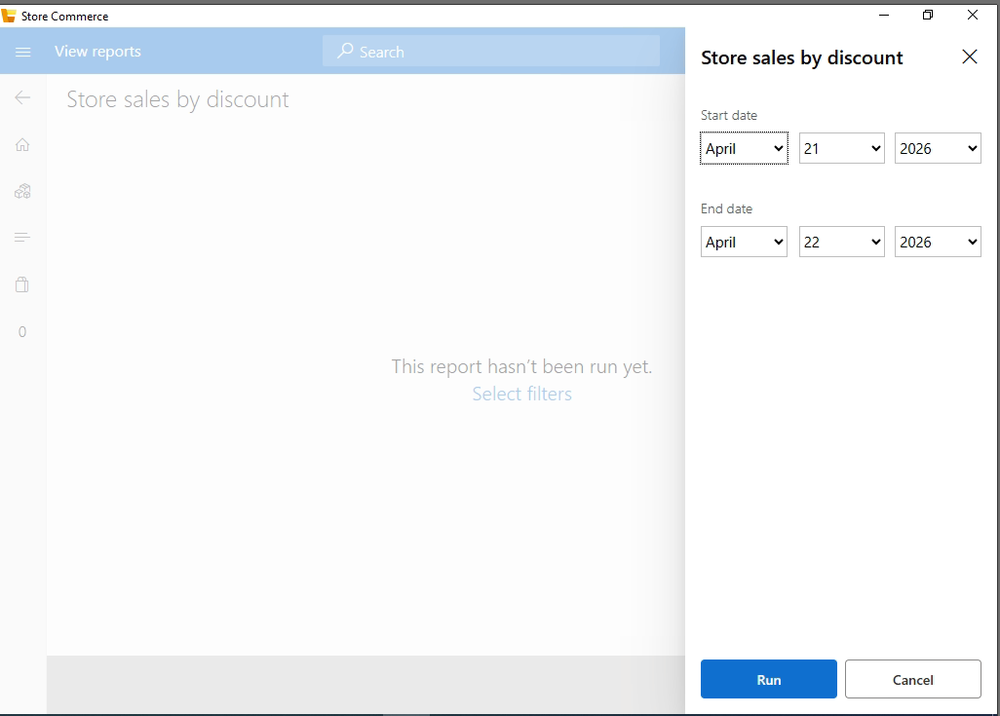 Store Commerce
View reports
Search
Store sales by discount
0
This report hasn't been run yet.
Select filters
Store sales by discount
Start date
April 21 2026
End date
April 22 2026
Run Cancel